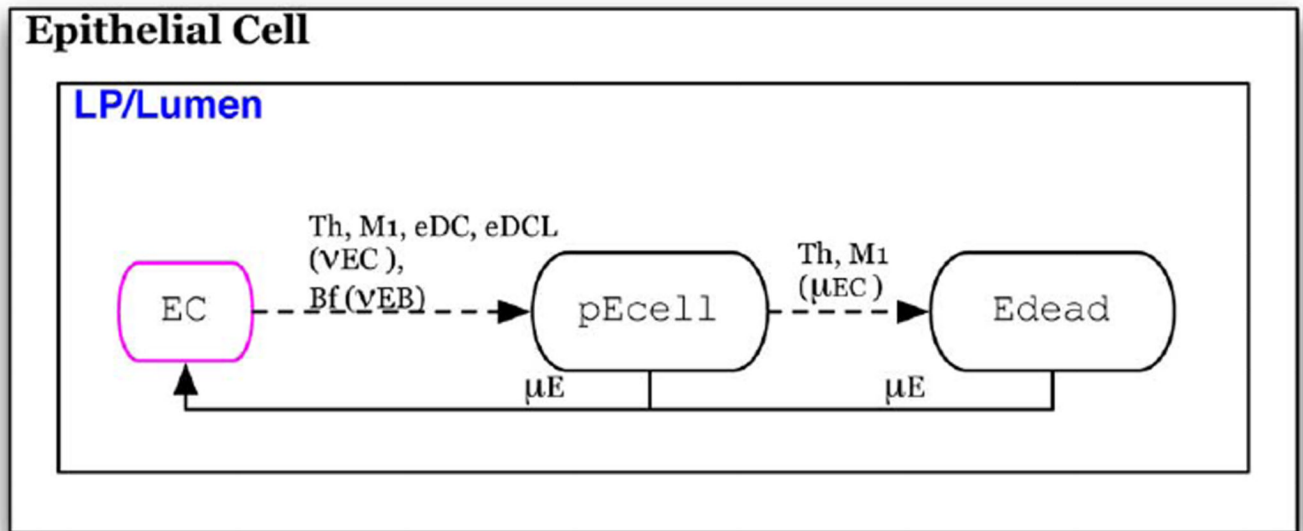 Epithelial Cell
LP/Lumen
Th, M1, eDC, eDCL
(νEC ),
Bf(νEB)
Th, M1
(μEC )
EC
pEcell
Edead
μE
μE